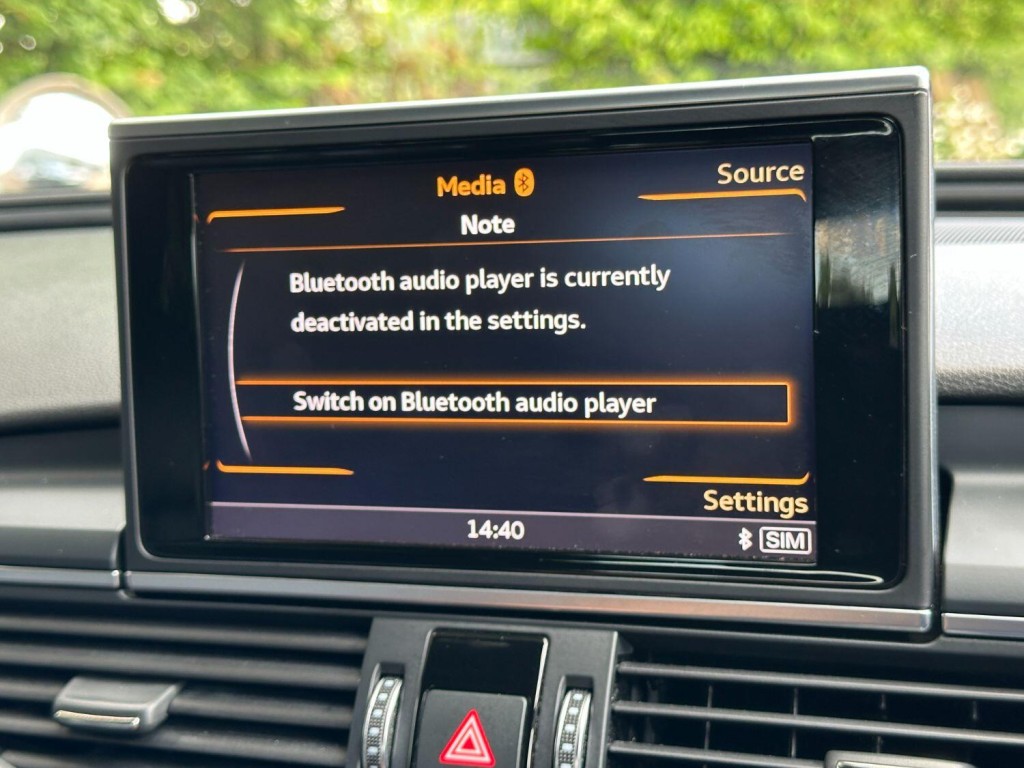 Media
Source
Note
Bluetooth audio player is currently
deactivated in the settings.
Switch on Bluetooth audio player
Settings
14:40
SIM